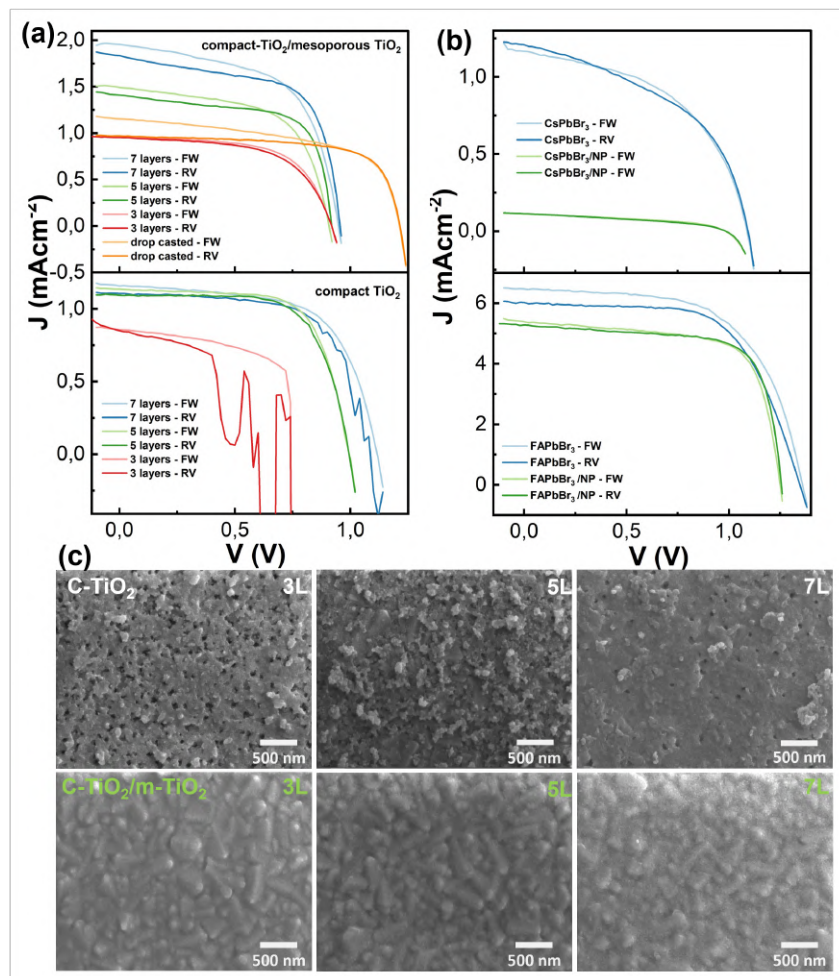 (a)
compact-TiO₂/mesoporous TiO₂
2,0
1,5
1,0
0,5
0,0
-0,5
7 layers - FW
7 layers - RV
5 layers - FW
5 layers - RV
3 layers - FW
3 layers - RV
drop casted - FW
drop casted - RV
J (mAcm⁻²)
compact TiO₂
1,0
0,5
0,0
7 layers - FW
7 layers - RV
5 layers - FW
5 layers - RV
3 layers - FW
3 layers - RV
0,0 0,5 1,0
V (V)
(b)
1,0
0,5
0,0
CsPbBr₃ - FW
CsPbBr₃ - RV
CsPbBr₃/NP - FW
CsPbBr₃/NP - FW
J (mAcm⁻²)
6
4
2
0
FAPbBr₃ - FW
FAPbBr₃ - RV
FAPbBr₃/NP - FW
FAPbBr₃/NP - RV
0,0 0,5 1,0
V (V)
(c)
C-TiO₂ 3L
500 nm
5L
500 nm
7L
500 nm
C-TiO₂/m-TiO₂ 3L
500 nm
5L
500 nm
7L
500 nm